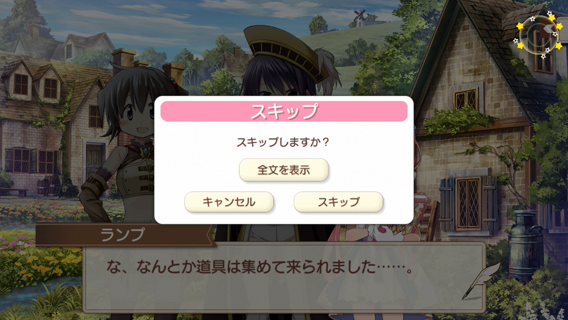 スキップ
スキップしますか？
全文を表示
キャンセル
スキップ
ランプ
な、なんとか道具は集めて来られました……。